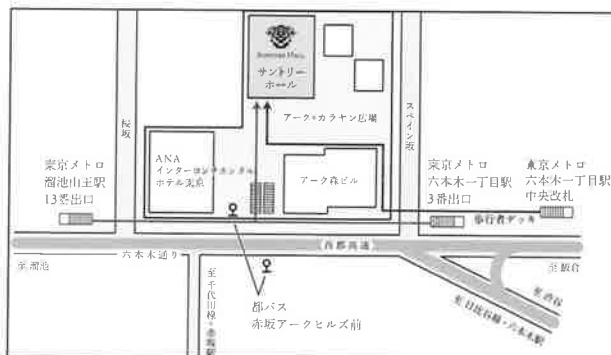 SUNTORY HALL
サントリー
ホール
アーク・カラヤン広場
桜坂
スペイン坂
ANA
インターコンチネンタル
ホテル東京
アーク森ビル
東京メトロ
溜池山王駅
13番出口
東京メトロ
六本木一丁目駅
3番出口
東京メトロ
六本木一丁目駅
中央改札
歩行者デッキ
(首都高速)
六本木通り
至溜池
至飯倉
至渋谷
至日比谷線・六本木駅
至千代田線・赤坂駅
都バス
赤坂アークヒルズ前